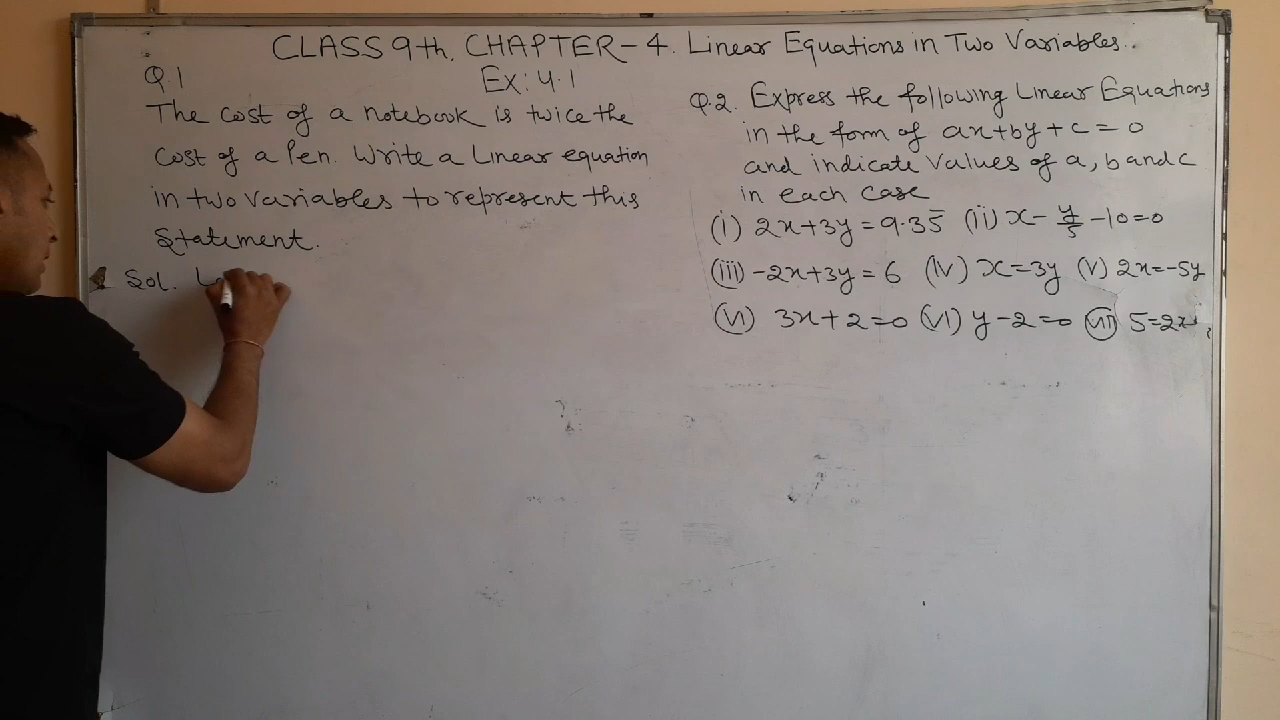 CLASS 9th, CHAPTER-4. Linear Equations in Two Variables..
Ex: 4.1
Q.1
The cost of a notebook is twice the
cost of a Pen. Write a Linear equation
in two variables to represent this
Statement.
Sol.
Q.2. Express the following Linear Equations
in the form of ax+by+c=0
and indicate values of a, b and c
in each case
(i) 2x+3y=9.35̅ (ii) x-y/5-10=0
(iii) -2x+3y=6 (iv) x=3y (v) 2x=-5y
(vi) 3x+2=0 (vi) y-2=0 (vii) 5=2x